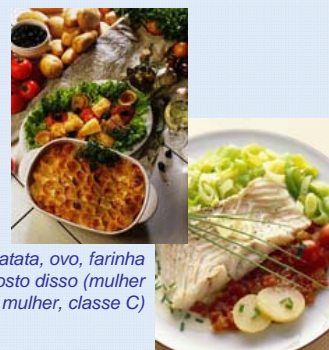 atata, ovo, farinha
osto disso (mulher
mulher, classe C)